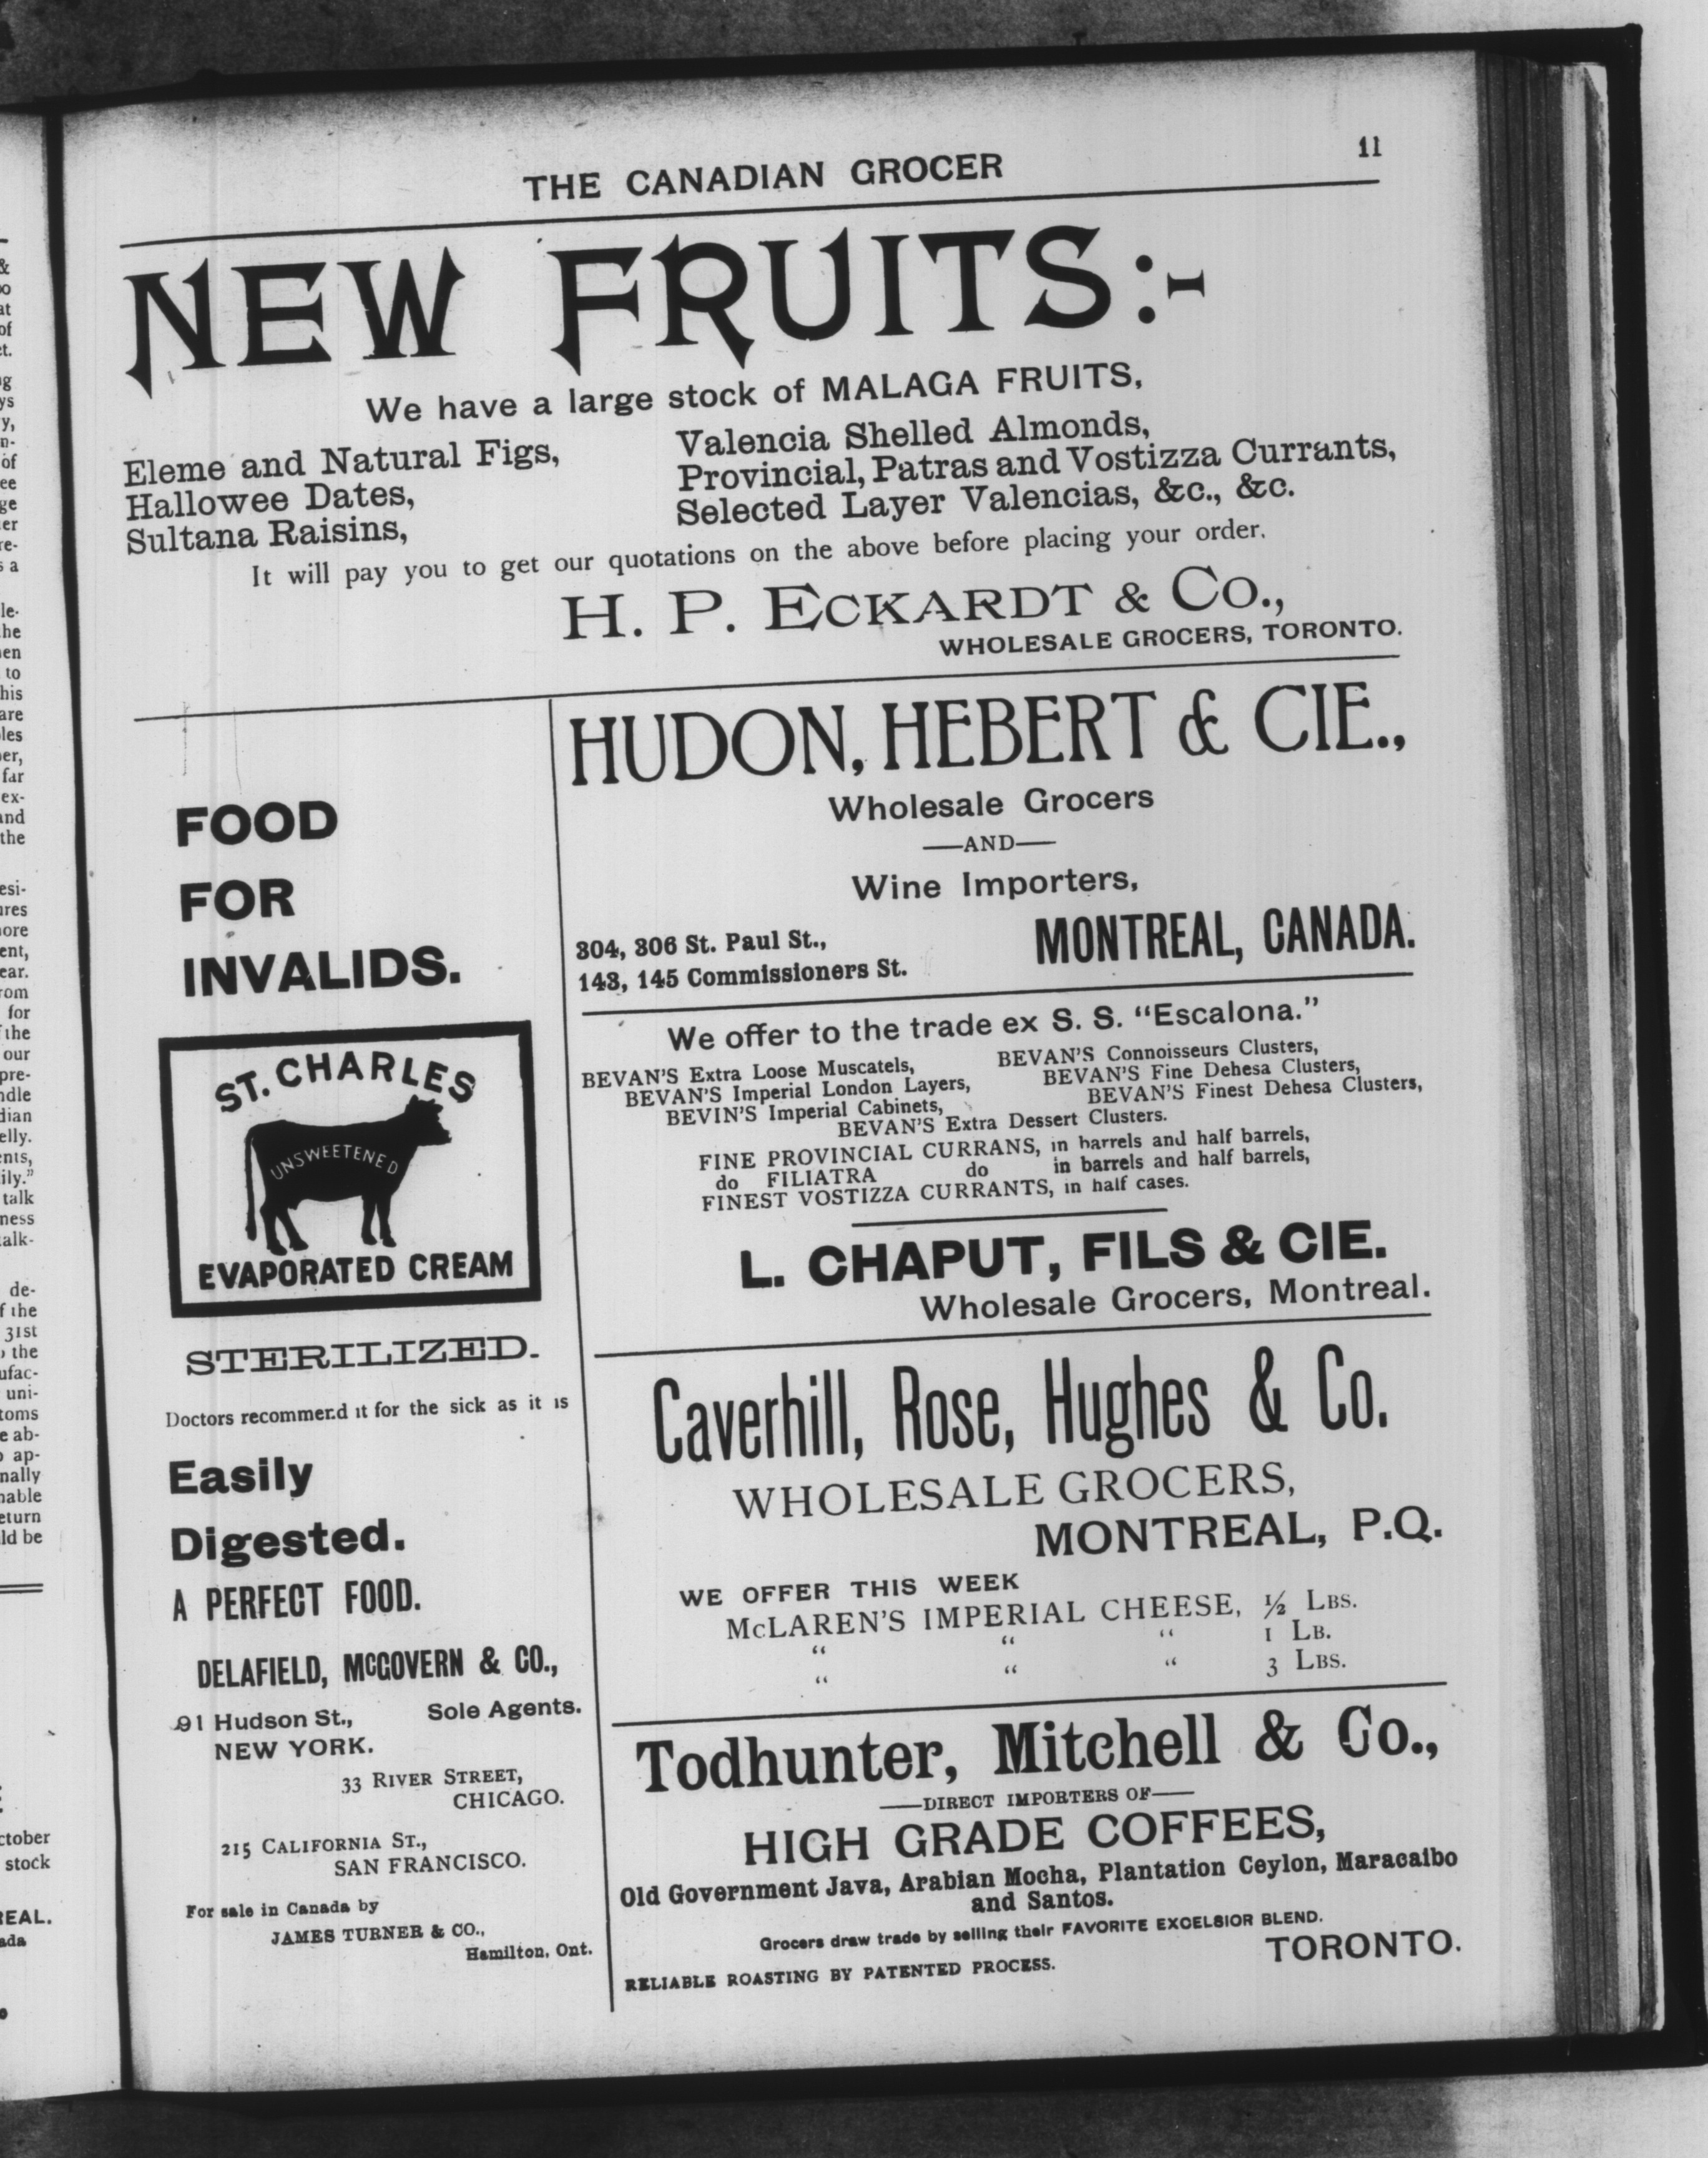 THE CANADIAN GROCER
11
NEW FRUITS:-
We have a large stock of MALAGA FRUITS,
Eleme and Natural Figs,
Hallowee Dates,
Sultana Raisins,
Valencia Shelled Almonds,
Provincial, Patras and Vostizza Currants,
Selected Layer Valencias, &c., &c.
It will pay you to get our quotations on the above before placing your order.
H. P. ECKARDT & CO.,
WHOLESALE GROCERS, TORONTO.
FOOD
FOR
INVALIDS.
ST. CHARLES
UNSWEETENED
EVAPORATED CREAM
STERILIZED.
Doctors recommend it for the sick as it is
Easily
Digested.
A PERFECT FOOD.
DELAFIELD, McGOVERN & CO.,
91 Hudson St., Sole Agents.
NEW YORK.
33 RIVER STREET,
CHICAGO.
215 CALIFORNIA ST.,
SAN FRANCISCO.
For sale in Canada by
JAMES TURNER & CO.,
Hamilton, Ont.
HUDON, HEBERT & CIE.,
Wholesale Grocers
—AND—
Wine Importers,
304, 306 St. Paul St.,
143, 145 Commissioners St.
MONTREAL, CANADA.
We offer to the trade ex S. S. "Escalona."
BEVAN'S Extra Loose Muscatels,
BEVAN'S Imperial London Layers,
BEVIN'S Imperial Cabinets,
BEVAN'S Connoisseurs Clusters,
BEVAN'S Fine Dehesa Clusters,
BEVAN'S Finest Dehesa Clusters,
BEVAN'S Extra Dessert Clusters.
FINE PROVINCIAL CURRANS, in barrels and half barrels,
do FILIATRA do in barrels and half barrels,
FINEST VOSTIZZA CURRANTS, in half cases.
L. CHAPUT, FILS & CIE.
Wholesale Grocers, Montreal.
Caverhill, Rose, Hughes & Co.
WHOLESALE GROCERS,
MONTREAL, P.Q.
WE OFFER THIS WEEK
McLAREN'S IMPERIAL CHEESE, ½ LBS.
" " " 1 LB.
" " " 3 LBS.
Todhunter, Mitchell & Co.,
—DIRECT IMPORTERS OF—
HIGH GRADE COFFEES,
Old Government Java, Arabian Mocha, Plantation Ceylon, Maracaibo
and Santos.
Grocers draw trade by selling their FAVORITE EXCELSIOR BLEND.
RELIABLE ROASTING BY PATENTED PROCESS.
TORONTO.